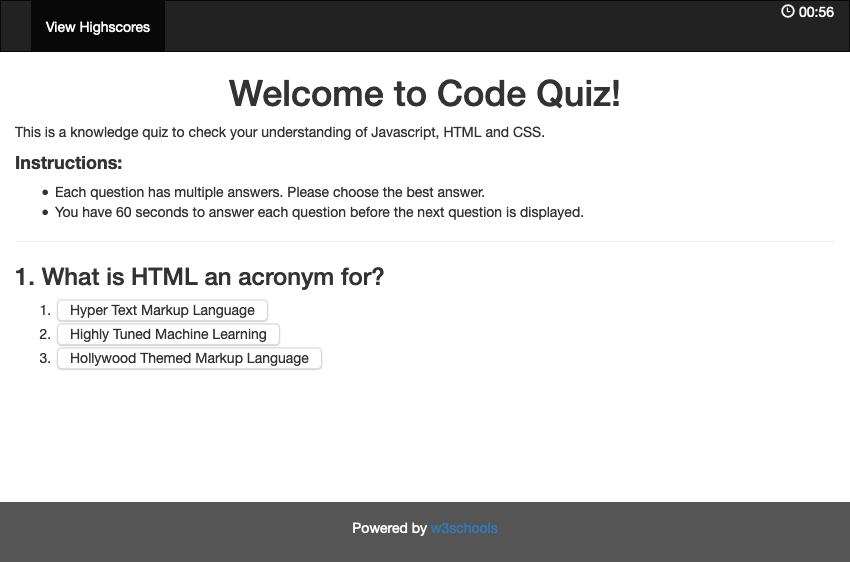 View Highscores
00:56
Welcome to Code Quiz!
This is a knowledge quiz to check your understanding of Javascript, HTML and CSS.
Instructions:
• Each question has multiple answers. Please choose the best answer.
• You have 60 seconds to answer each question before the next question is displayed.
1. What is HTML an acronym for?
1. Hyper Text Markup Language
2. Highly Tuned Machine Learning
3. Hollywood Themed Markup Language
Powered by w3schools